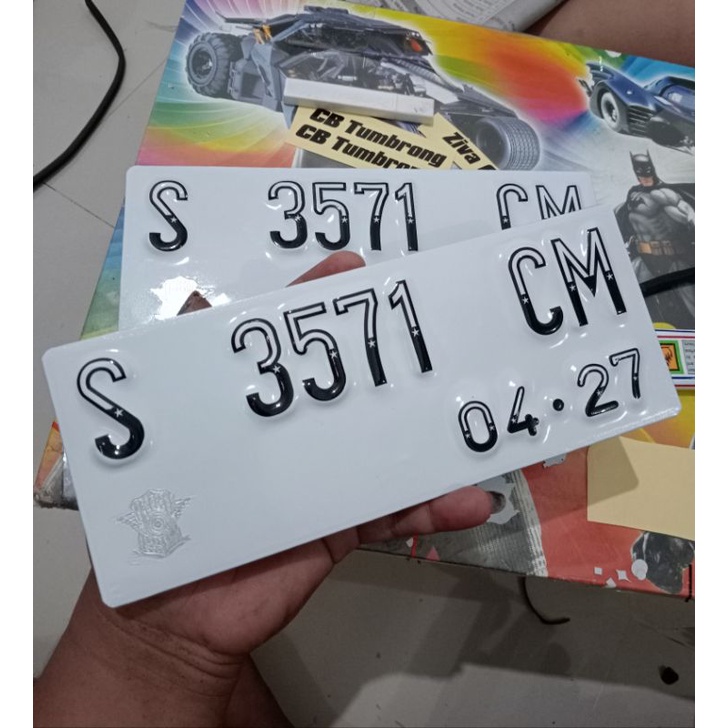 CB Tumbrong
CB Tumbrong
Ziva
S 3571 CM
S 3571 CM
04·27